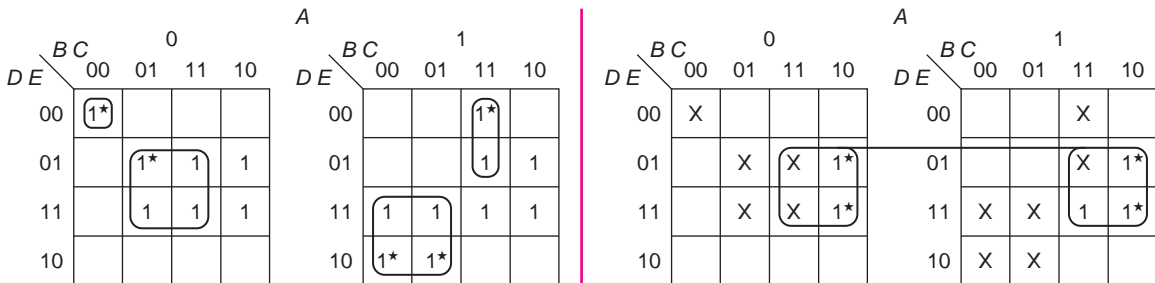 A A
0 1 0 1
BC BC BC BC
DE 00 01 11 10 DE 00 01 11 10 DE 00 01 11 10 DE 00 01 11 10
00 1★ 00 1★ 00 X 00 X
01 1★ 1 1 01 1 1 01 X X 1★ 01 X 1★
11 1 1 1 11 1 1 1 1 11 X X 1★ 11 X X 1 1★
10 10 1★ 1★ 10 10 X X